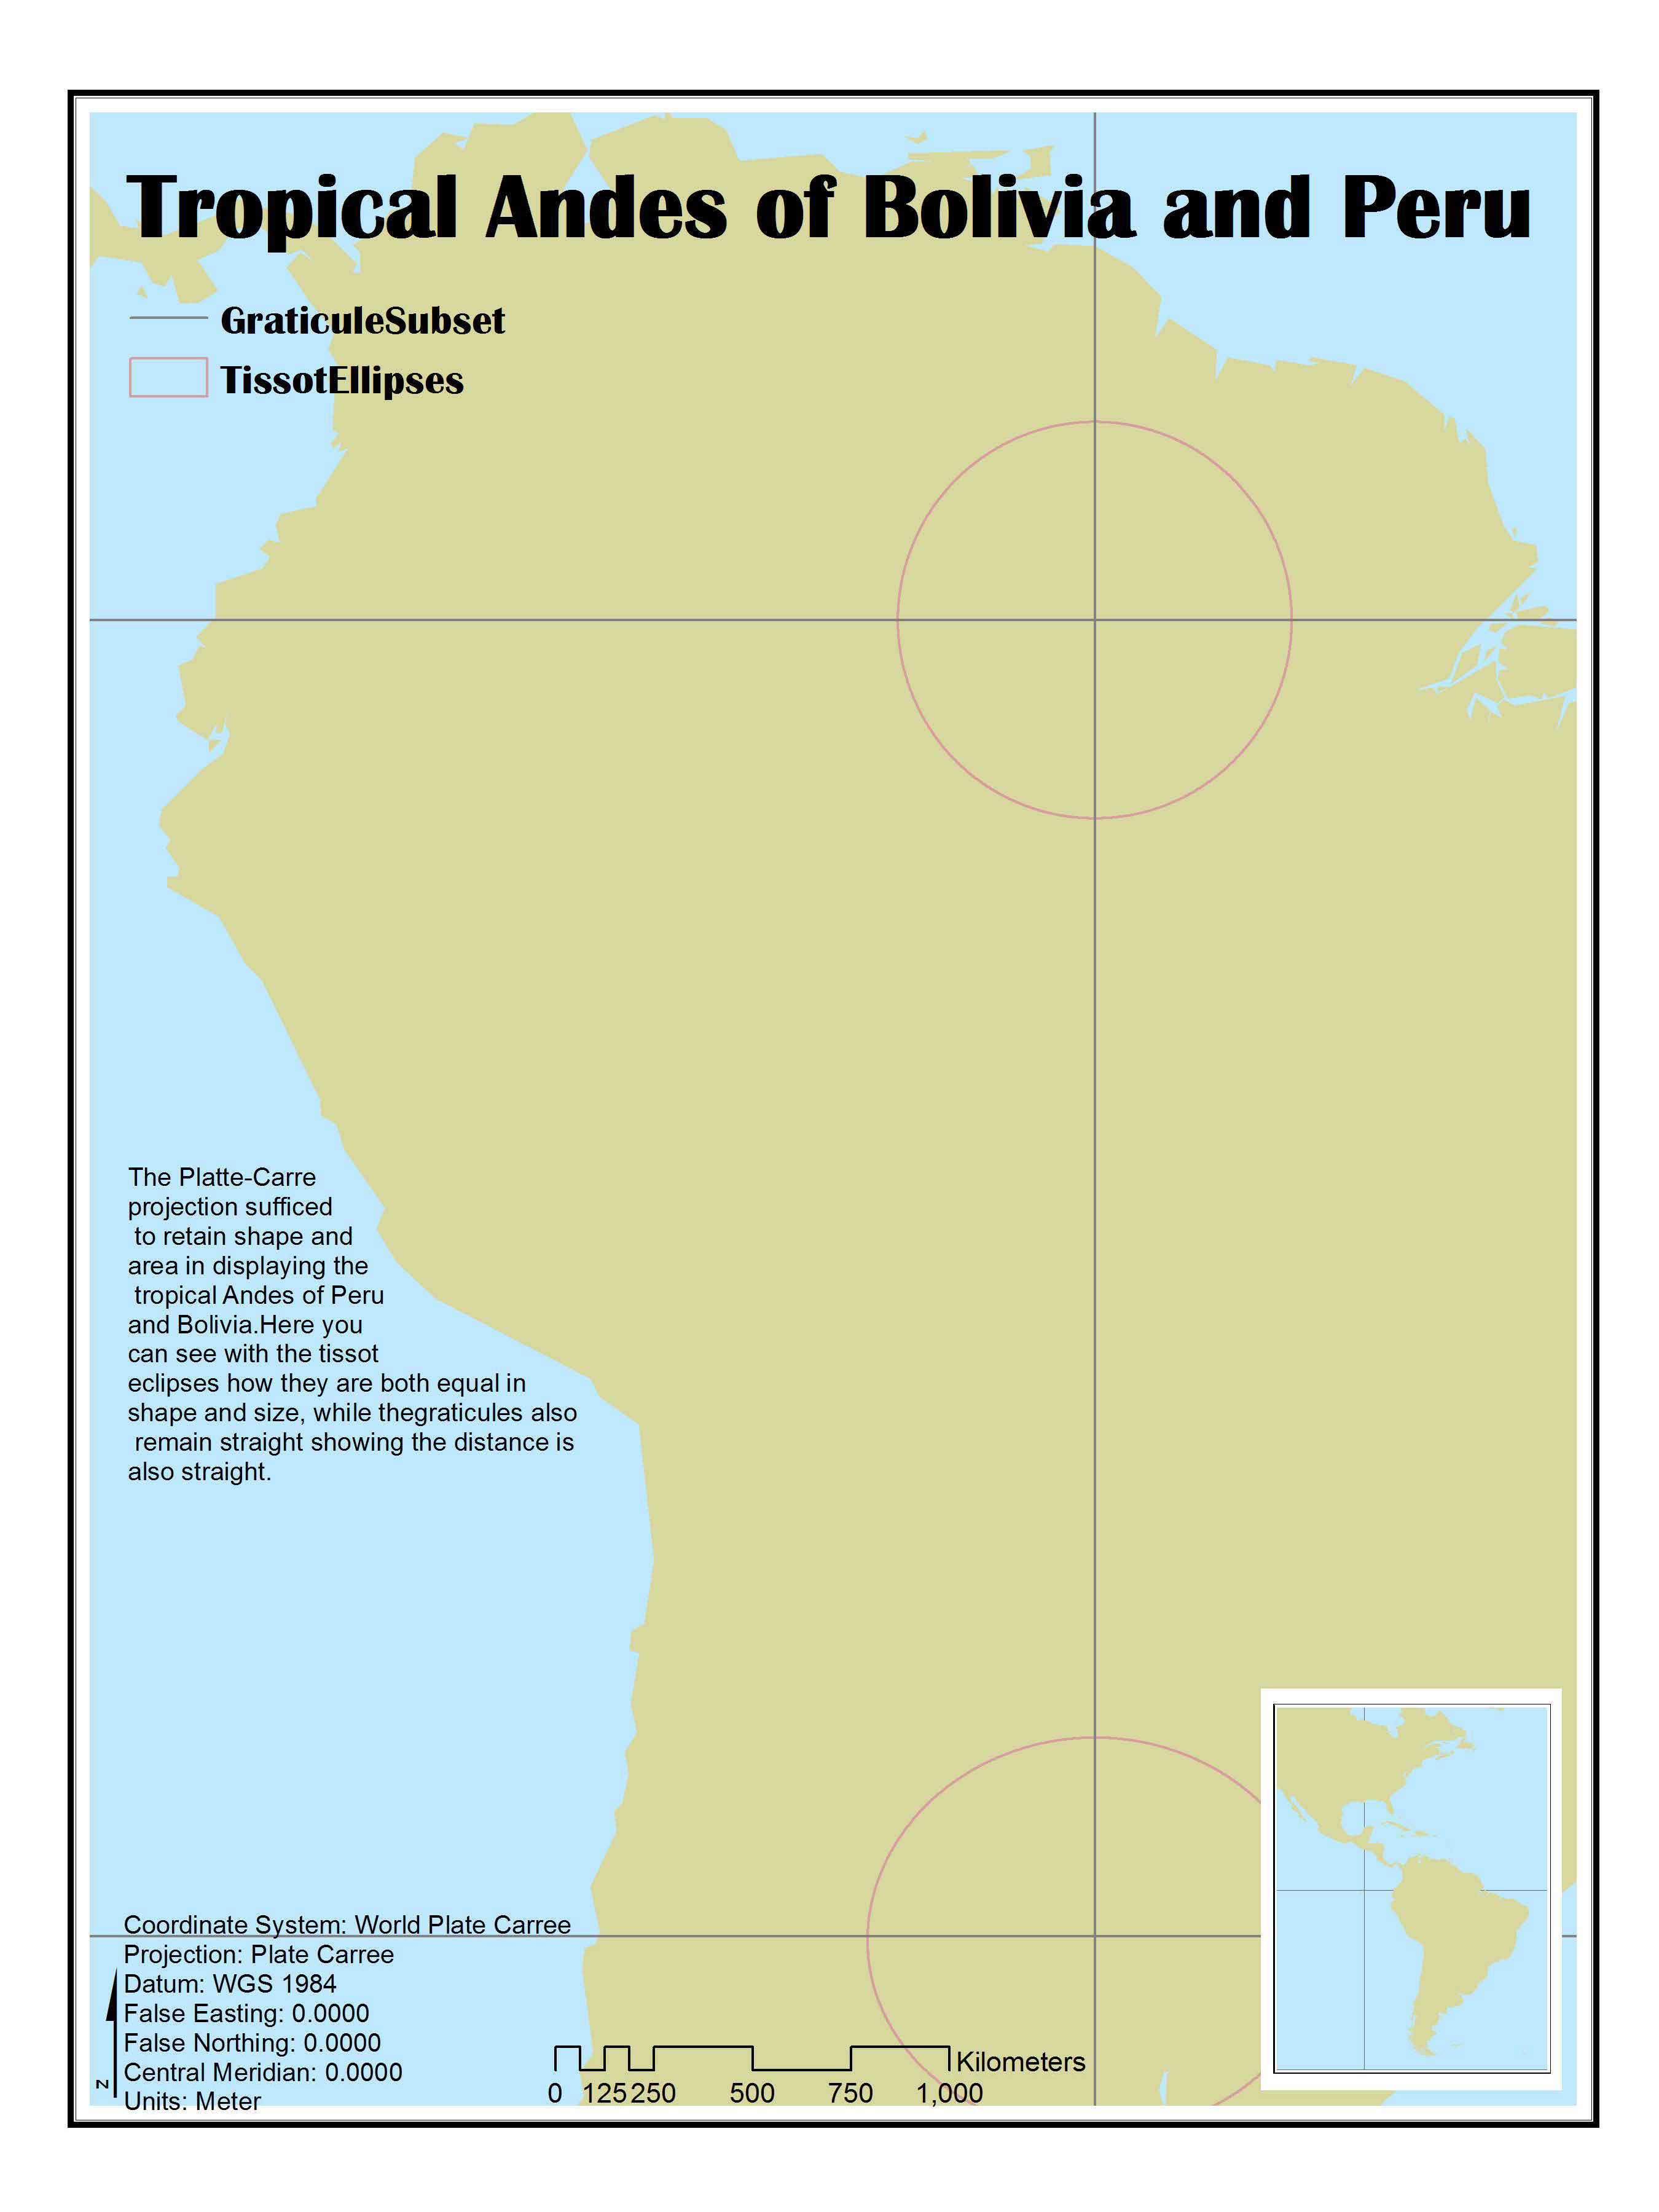 Tropical Andes of Bolivia and Peru
GraticuleSubset
TissotEllipses
The Platte-Carre
projection sufficed
to retain shape and
area in displaying the
tropical Andes of Peru
and Bolivia.Here you
can see with the tissot
eclipses how they are both equal in
shape and size, while thegraticules also
remain straight showing the distance is
also straight.
Coordinate System: World Plate Carree
Projection: Plate Carree
Datum: WGS 1984
False Easting: 0.0000
False Northing: 0.0000
Central Meridian: 0.0000
Units: Meter
N
Kilometers
0 125 250 500 750 1,000